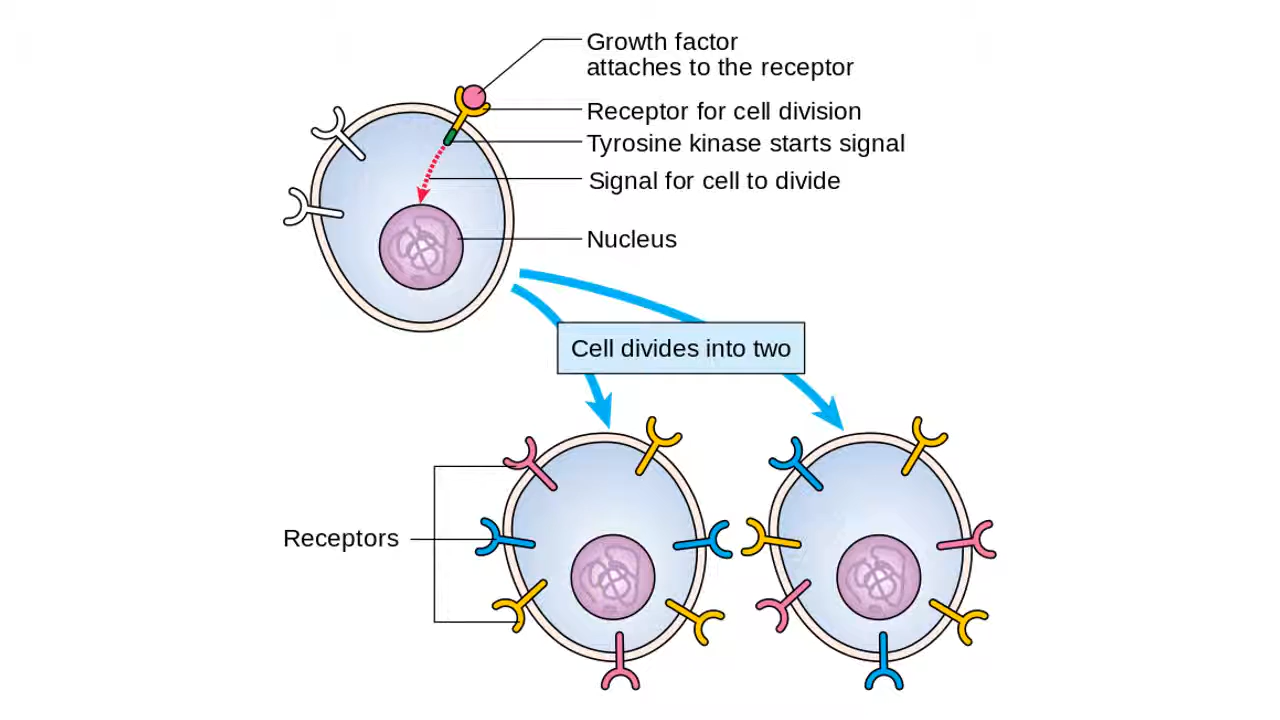 Growth factor
attaches to the receptor
Receptor for cell division
Tyrosine kinase starts signal
Signal for cell to divide
Nucleus
Cell divides into two
Receptors